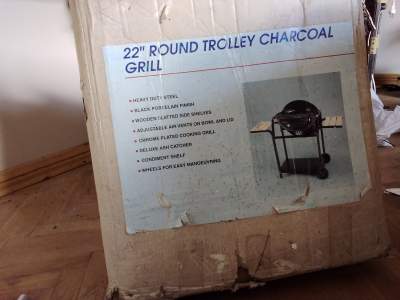 22" ROUND TROLLEY CHARCOAL
GRILL
HEAVY DUTY STEEL
BLACK PORCELAIN FINISH
WOODEN SLATTED SIDE SHELVES
ADJUSTABLE AIR VENTS ON BOWL AND LID
CHROME PLATED COOKING GRILL
DELUXE ASH CATCHER
CONDIMENT SHELF
WHEELS FOR EASY MANOEUVRING